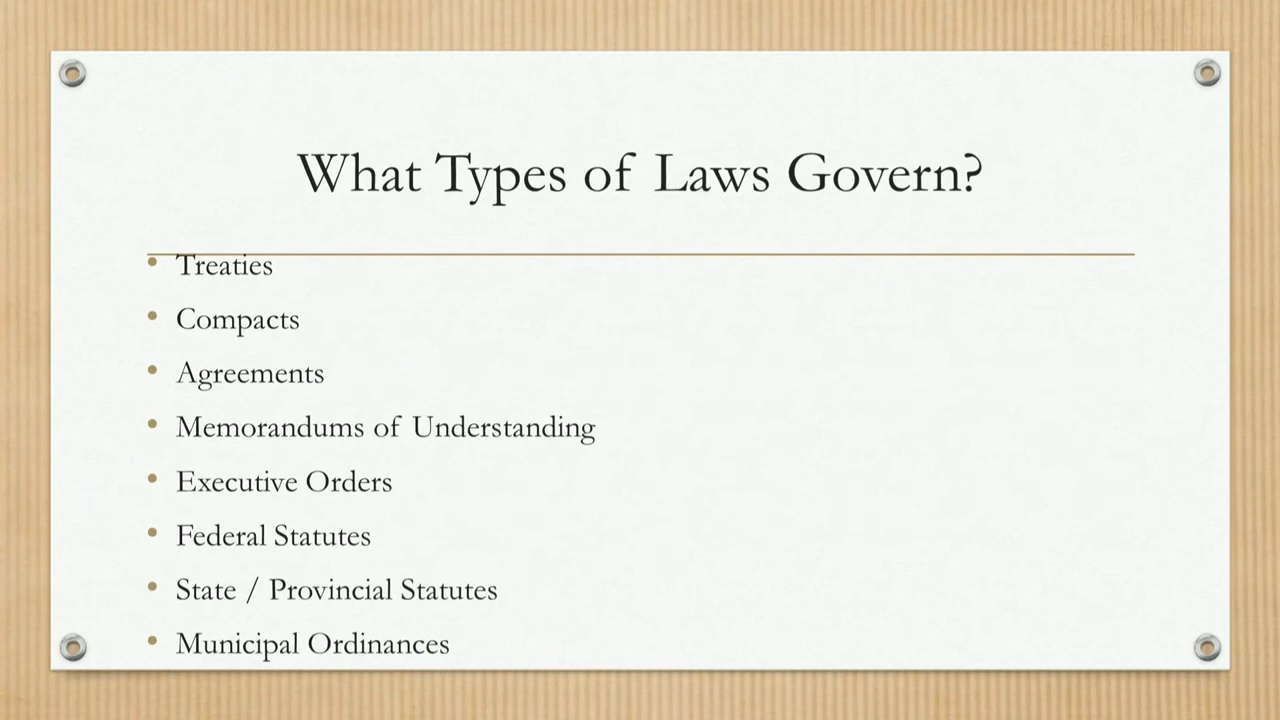 What Types of Laws Govern?
• Treaties
• Compacts
• Agreements
• Memorandums of Understanding
• Executive Orders
• Federal Statutes
• State / Provincial Statutes
• Municipal Ordinances